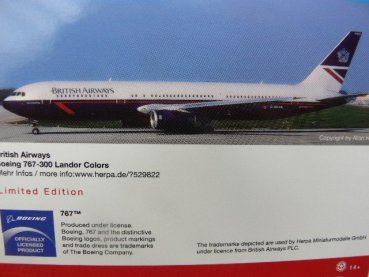 BRITISH AIRWAYS
Copyright by Allan H
ritish Airways
oeing 767-300 Landor Colors
Mehr Infos / more info:www.herpa.de/?529822
Limited Edition
BOEING
OFFICIALLY
LICENSED
PRODUCT
767™
Produced under license.
Boeing, 767 and the distinctive
Boeing logos, product markings
and trade dress are trademarks
of The Boeing Company.
The trademarks depicted are used by Herpa Miniaturmodelle GmbH
under licence from British Airways PLC.
14+